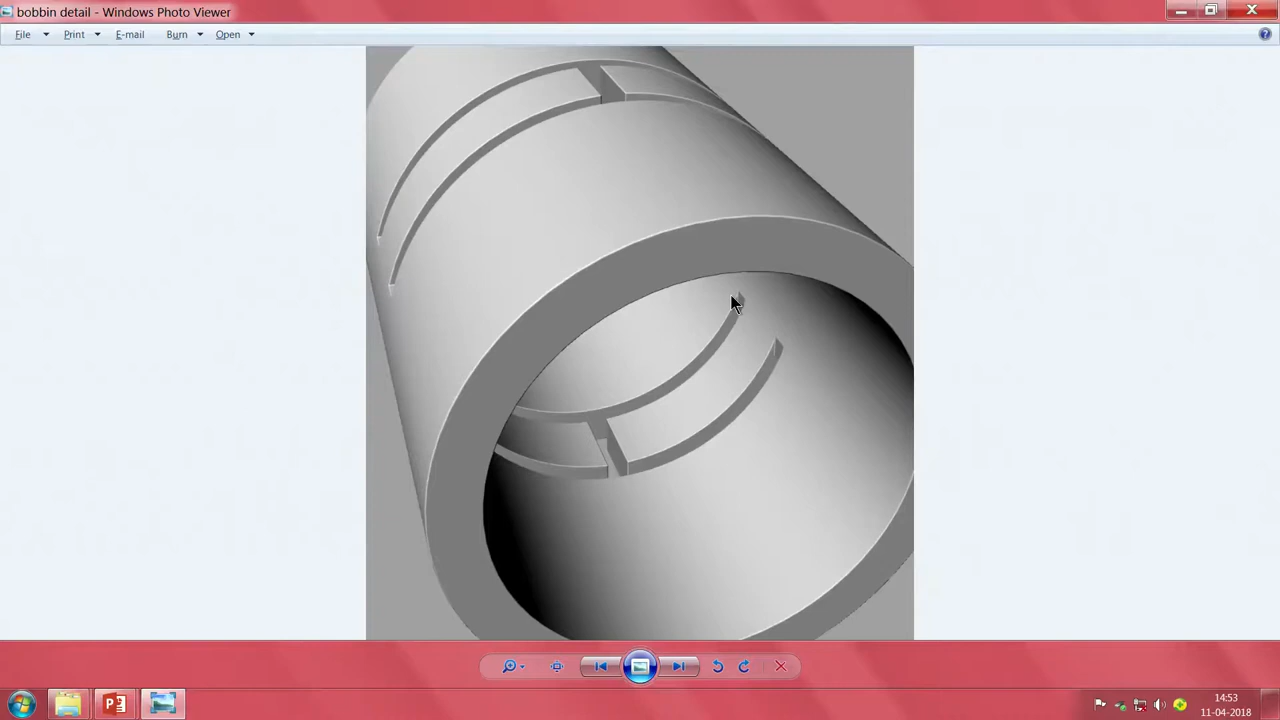 bobbin detail - Windows Photo Viewer
File Print E-mail Burn Open
14:53
11-04-2018